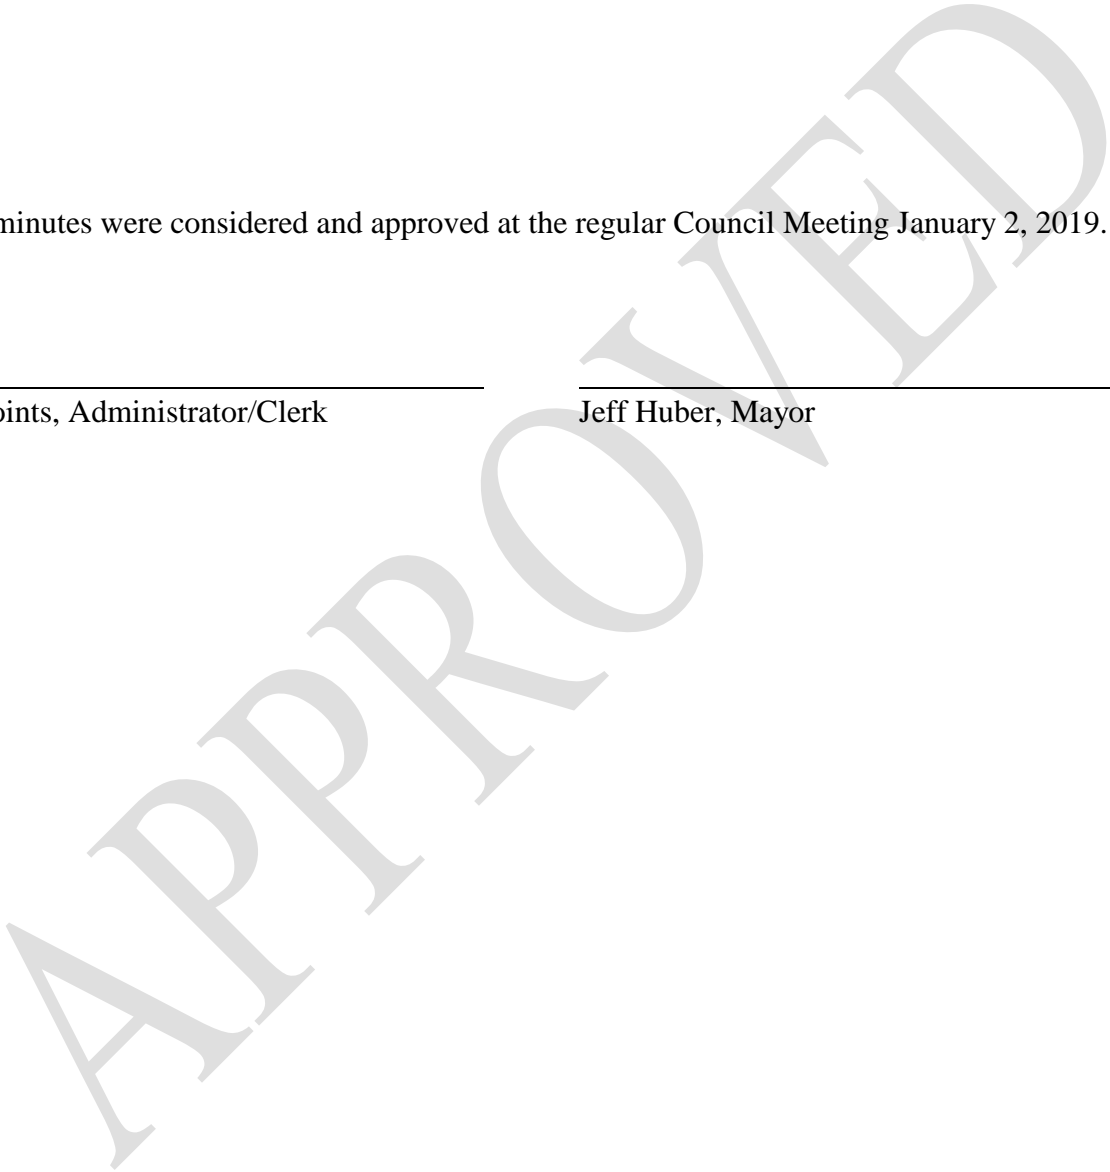 minutes were considered and approved at the regular Council Meeting January 2, 2019.
oints, Administrator/Clerk
Jeff Huber, Mayor
APPROVED